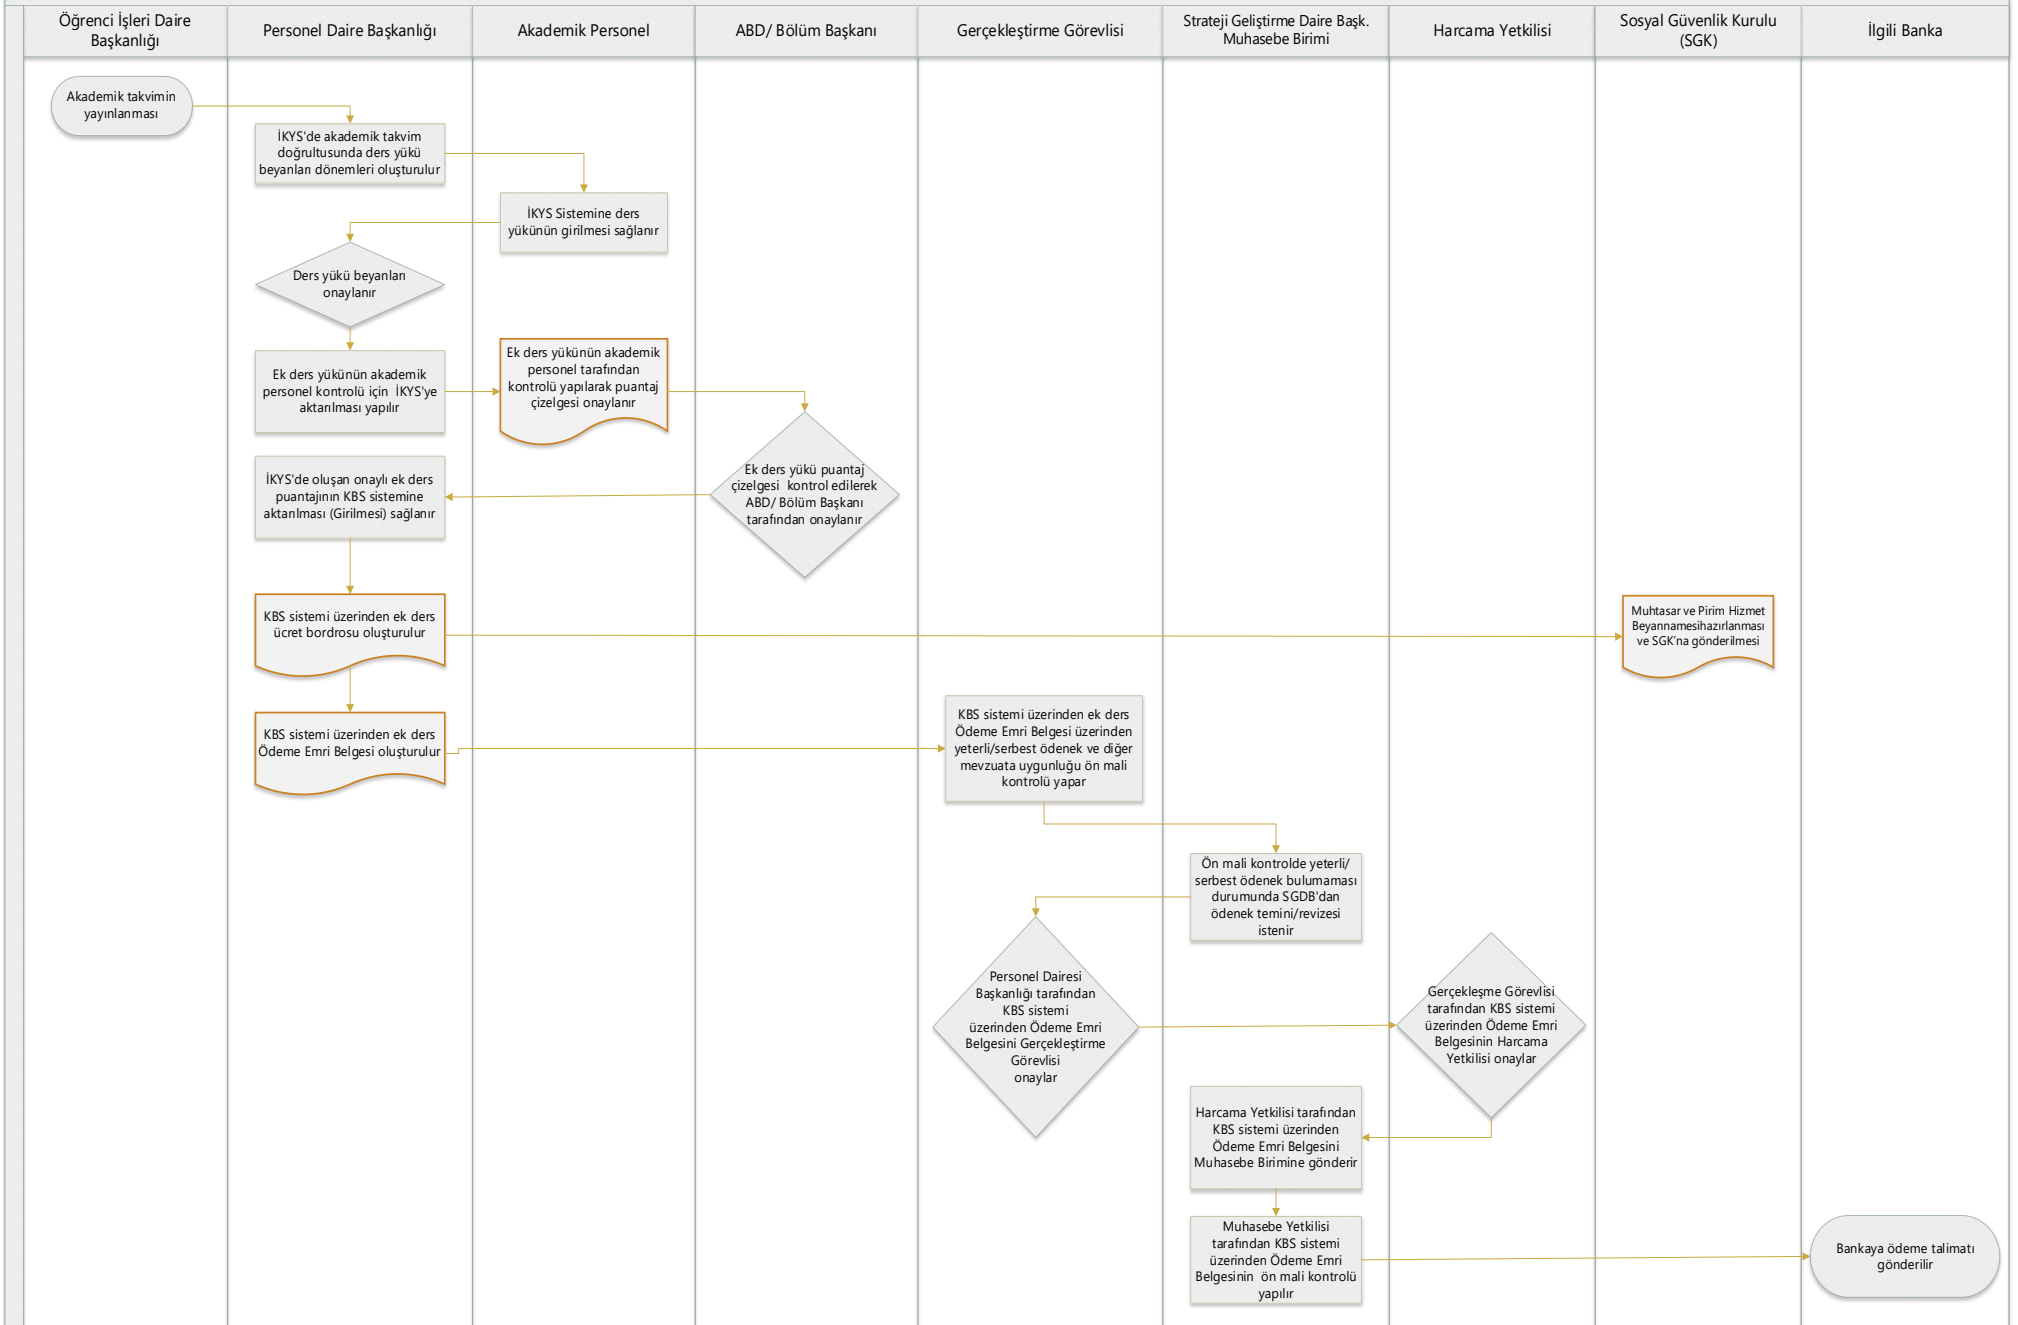 Öğrenci İşleri Daire
Başkanlığı
Personel Daire Başkanlığı
Akademik Personel
ABD/ Bölüm Başkanı
Gerçekleştirme Görevlisi
Strateji Geliştirme Daire Başk.
Muhasebe Birimi
Harcama Yetkilisi
Sosyal Güvenlik Kurulu
(SGK)
İlgili Banka
Akademik takvimin
yayınlanması
İKYS'de akademik takvim
doğrultusunda ders yükü
beyanları dönemleri oluşturulur
İKYS Sistemine ders
yükünün girilmesi sağlanır
Ders yükü beyanları
onaylanır
Ek ders yükünün akademik
personel kontrolü için İKYS'ye
aktarılması yapılır
Ek ders yükünün akademik
personel tarafından
kontrolü yapılarak puantaj
çizelgesi onaylanır
Ek ders yükü puantaj
çizelgesi kontrol edilerek
ABD/ Bölüm Başkanı
tarafından onaylanır
İKYS'de oluşan onaylı ek ders
puantajının KBS sistemine
aktarılması (Girilmesi) sağlanır
KBS sistemi üzerinden ek ders
ücret bordrosu oluşturulur
Muhtasar ve Pirim Hizmet
Beyannamesihazırlanması
ve SGK'na gönderilmesi
KBS sistemi üzerinden ek ders
Ödeme Emri Belgesi oluşturulur
KBS sistemi üzerinden ek ders
Ödeme Emri Belgesi üzerinden
yeterli/serbest ödenek ve diğer
mevzuata uygunluğu ön mali
kontrolü yapar
Ön mali kontrolde yeterli/
serbest ödenek bulumaması
durumunda SGDB'dan
ödenek temini/revizesi
istenir
Personel Dairesi
Başkanlığı tarafından
KBS sistemi
üzerinden Ödeme Emri
Belgesini Gerçekleştirme
Görevlisi
onaylar
Gerçekleşme Görevlisi
tarafından KBS sistemi
üzerinden Ödeme Emri
Belgesinin Harcama
Yetkilisi onaylar
Harcama Yetkilisi tarafından
KBS sistemi üzerinden
Ödeme Emri Belgesini
Muhasebe Birimine gönderir
Muhasebe Yetkilisi
tarafından KBS sistemi
üzerinden Ödeme Emri
Belgesinin ön mali kontrolü
yapılır
Bankaya ödeme talimatı
gönderilir